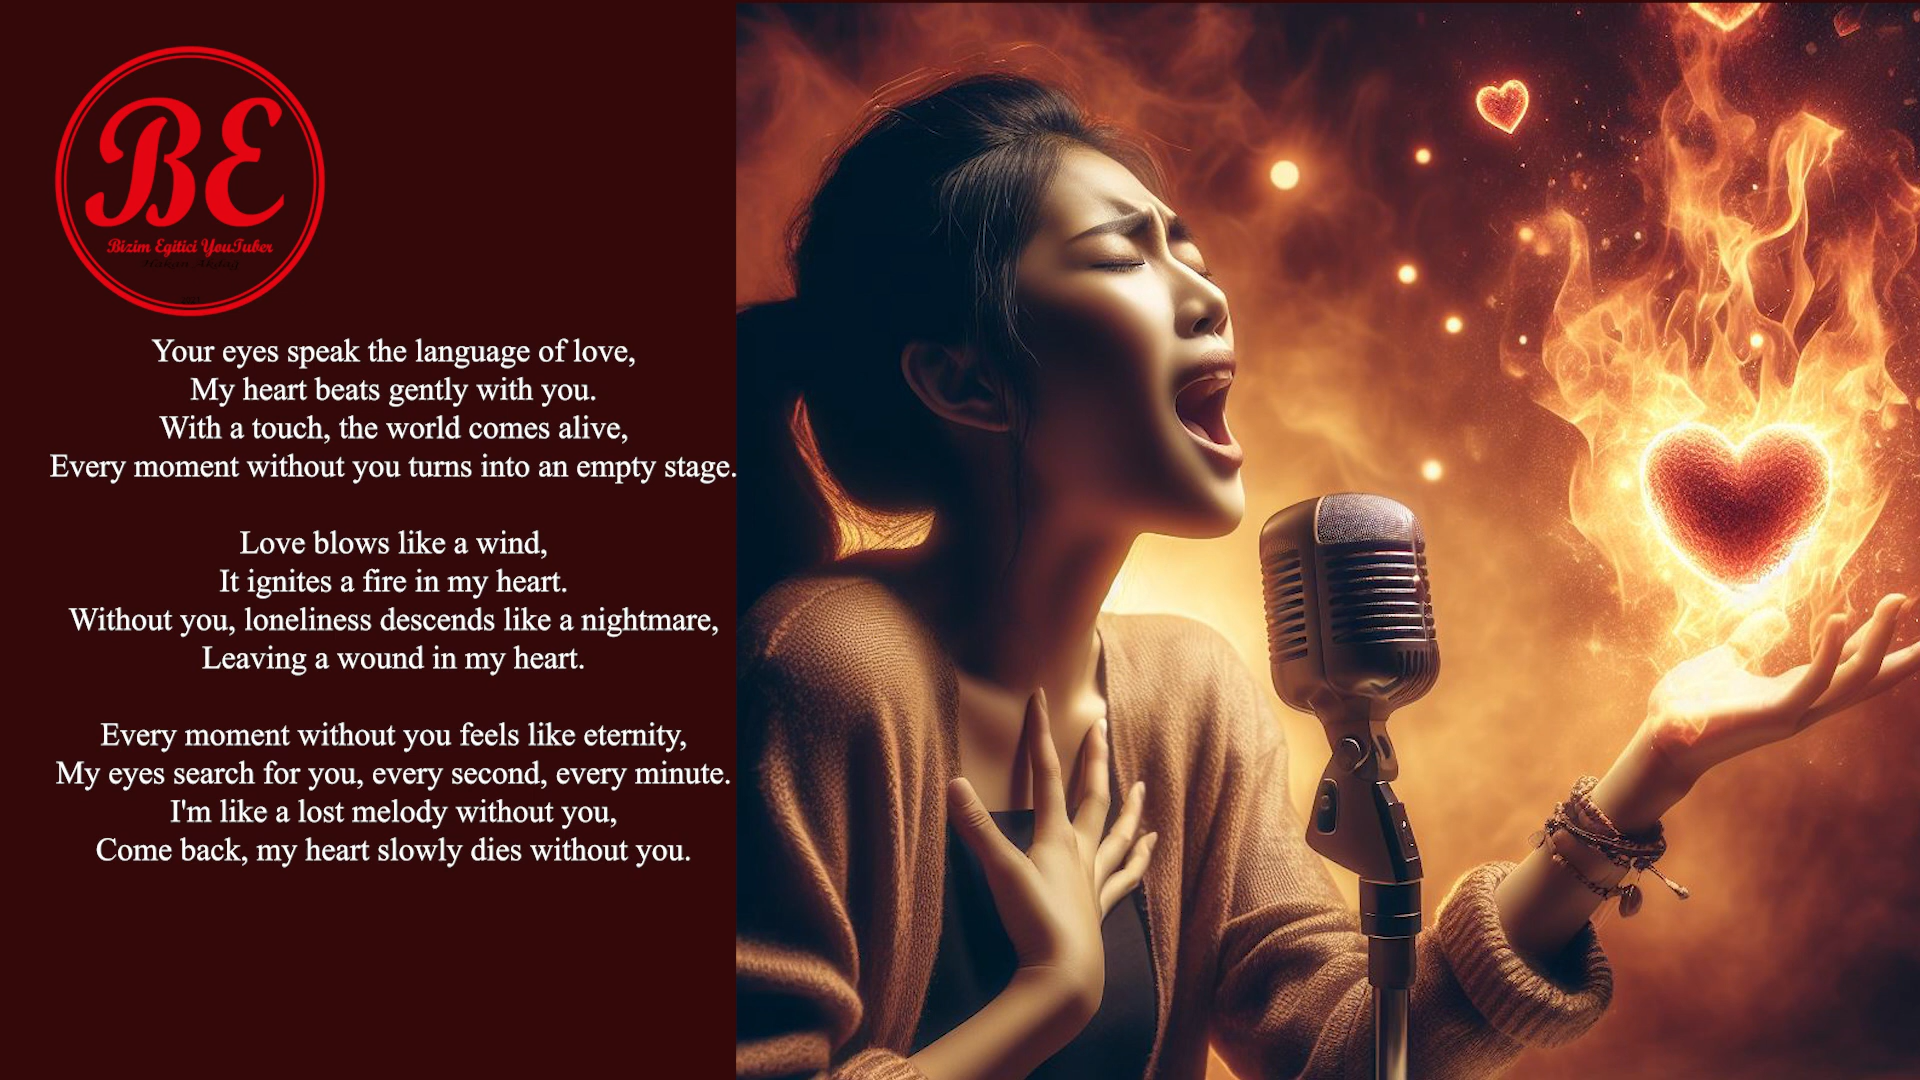 BE
Bizim Egitici YouTuber
Hakan Akdag
Your eyes speak the language of love,
My heart beats gently with you.
With a touch, the world comes alive,
Every moment without you turns into an empty stage.
Love blows like a wind,
It ignites a fire in my heart.
Without you, loneliness descends like a nightmare,
Leaving a wound in my heart.
Every moment without you feels like eternity,
My eyes search for you, every second, every minute.
I'm like a lost melody without you,
Come back, my heart slowly dies without you.